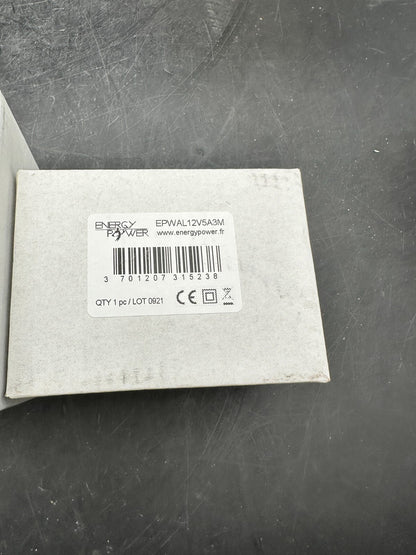 ENERGY POWER
EPWAL12V5A3M
www.energypower.fr
3 701207 315238
QTY 1 pc / LOT 0921
CE